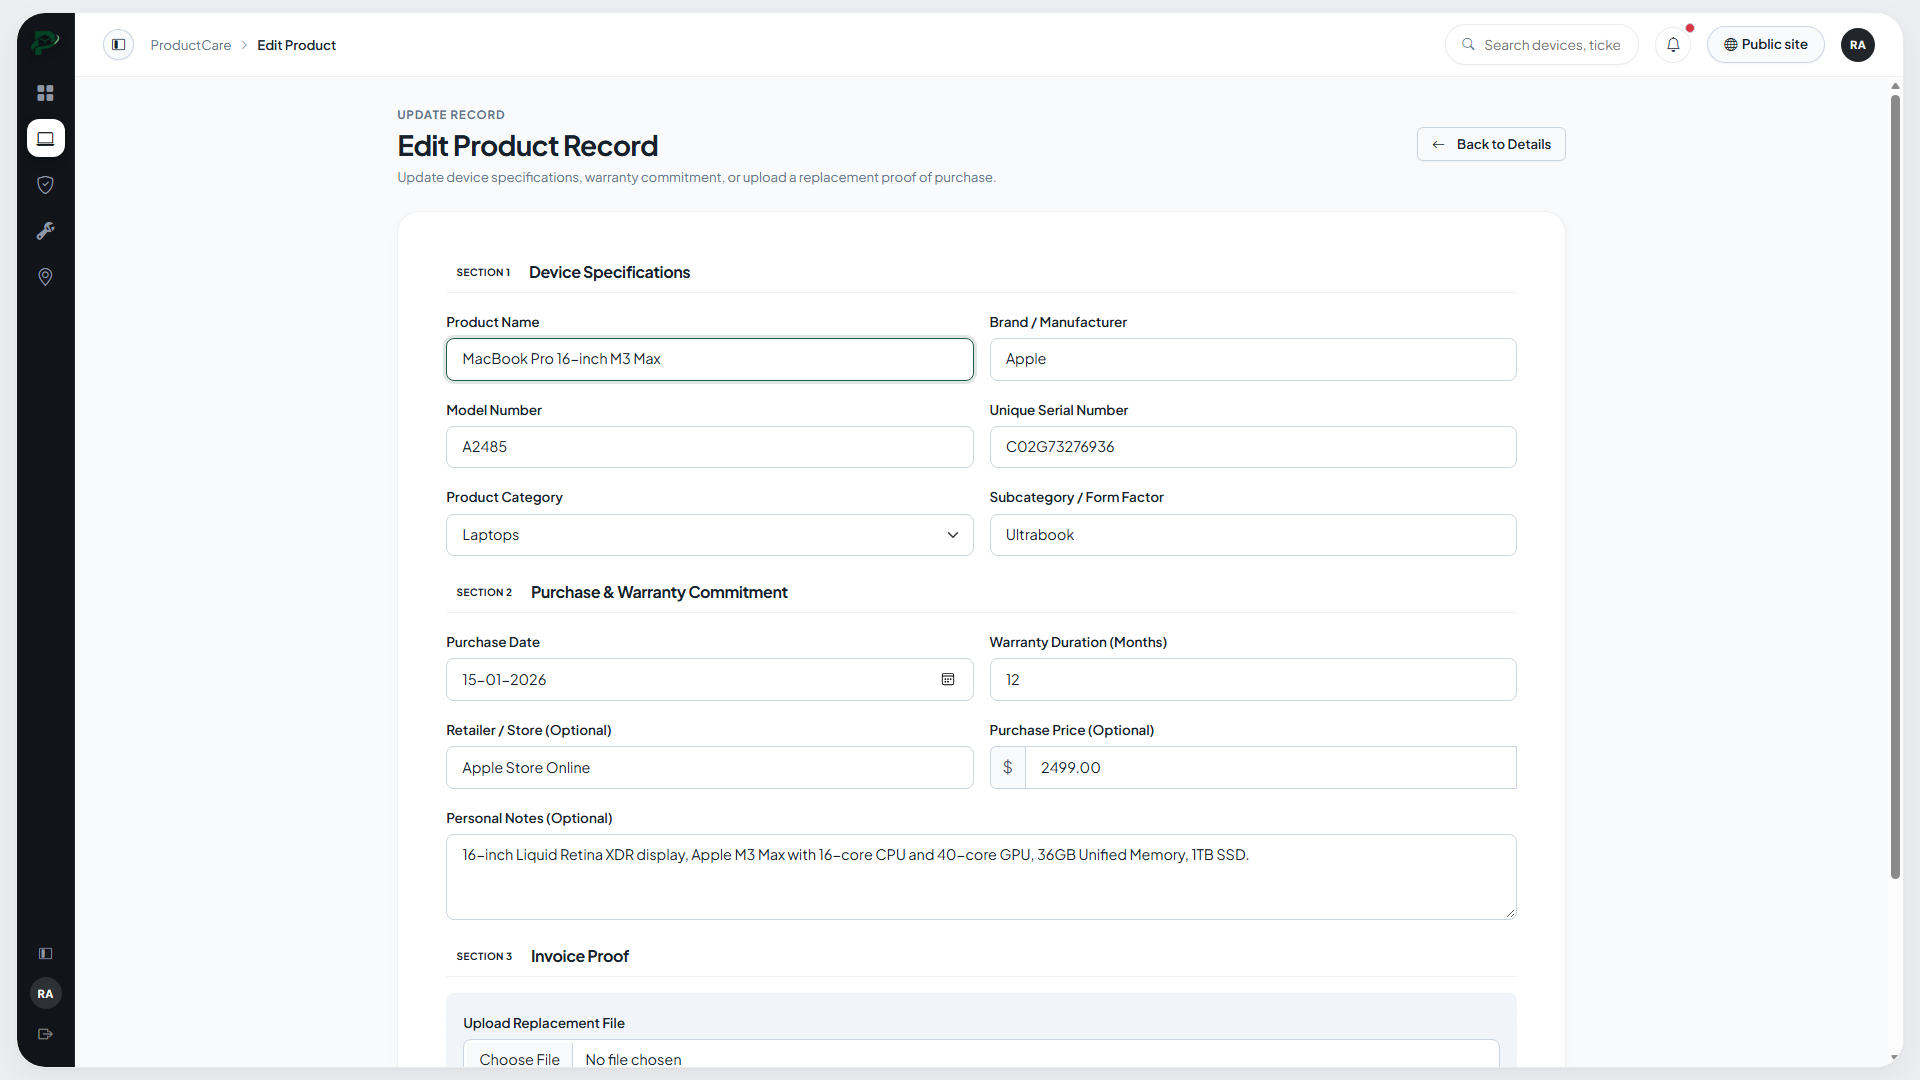 ProductCare > Edit Product
Search devices, ticke
Public site
RA
UPDATE RECORD
Edit Product Record
Back to Details
Update device specifications, warranty commitment, or upload a replacement proof of purchase.
SECTION 1 Device Specifications
Product Name
Brand / Manufacturer
MacBook Pro 16-inch M3 Max
Apple
Model Number
Unique Serial Number
A2485
C02G73276936
Product Category
Subcategory / Form Factor
Laptops
Ultrabook
SECTION 2 Purchase & Warranty Commitment
Purchase Date
Warranty Duration (Months)
15-01-2026
12
Retailer / Store (Optional)
Purchase Price (Optional)
Apple Store Online
$ 2499.00
Personal Notes (Optional)
16-inch Liquid Retina XDR display, Apple M3 Max with 16-core CPU and 40-core GPU, 36GB Unified Memory, 1TB SSD.
SECTION 3 Invoice Proof
RA
Upload Replacement File
Choose File No file chosen